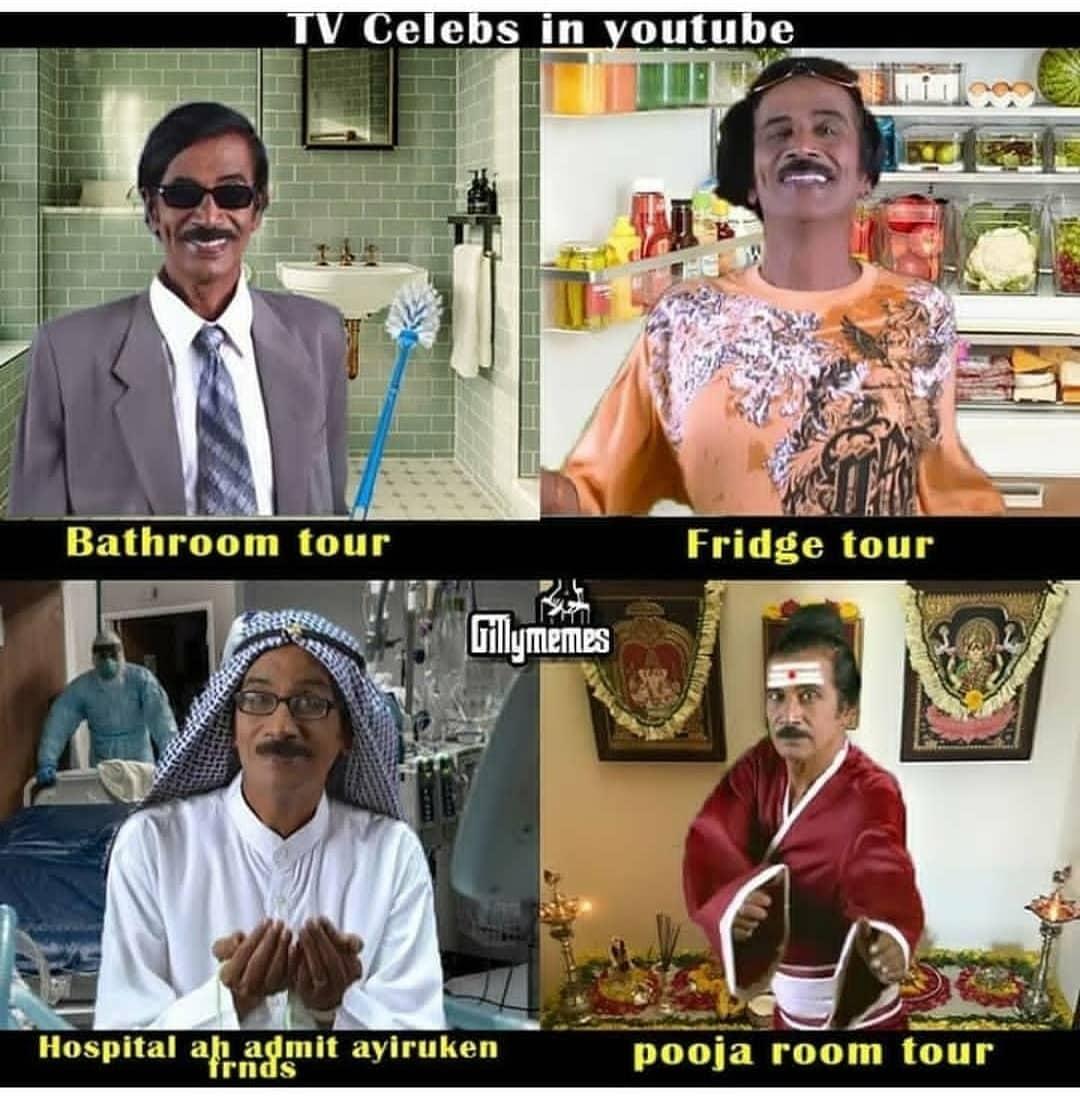 TV Celebs in youtube
Bathroom tour
Fridge tour
Gillymemes
Hospital ah admit ayiruken
frnds
pooja room tour